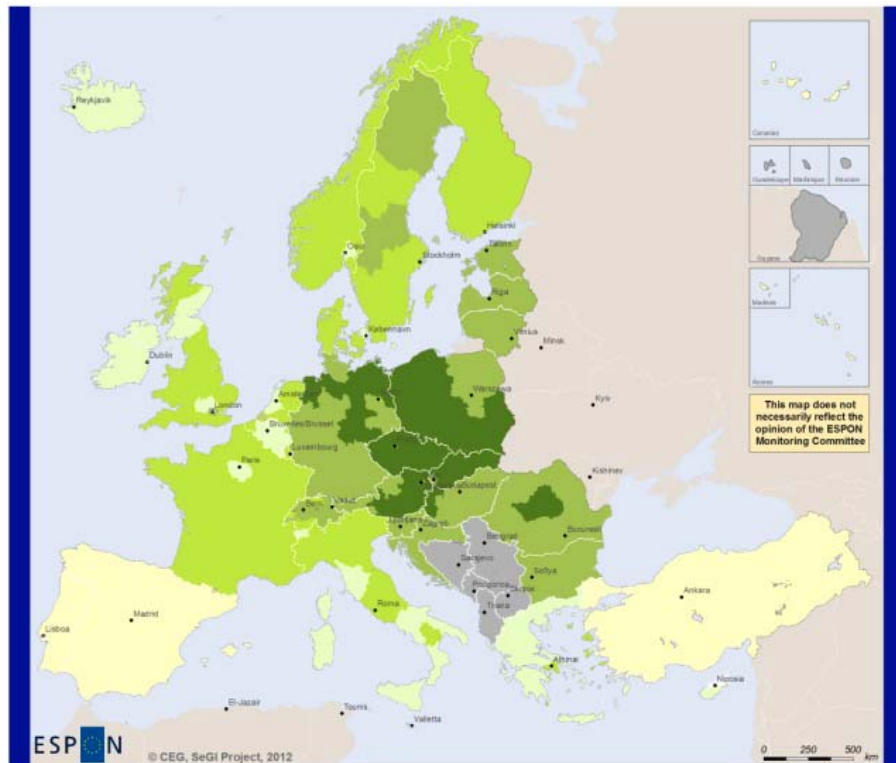 Reykjavik
Canarias
Guadeloupe Martinique Réunion
Guyane
Madeira
Acores
This map does not
necessarily reflect the
opinion of the ESPON
Monitoring Committee
Helsinki
Oslo
Tallinn
Stockholm
Riga
København
Vilnius
Minsk
Dublin
London
Warszawa
Kyiv
Bruxelles/Brussel
Luxembourg
Paris
Kishinev
Budapest
Ljubljana
Zagreb
Beograd
Bucuresti
Sarajevo
Sofiya
Podgorica
Skopje
Tirana
Roma
Ankara
Madrid
Lisboa
Athinai
Nicosia
El-Jazair
Tounis
Valletta
ESPON
© CEG, SeGI Project, 2012
0 250 500
km